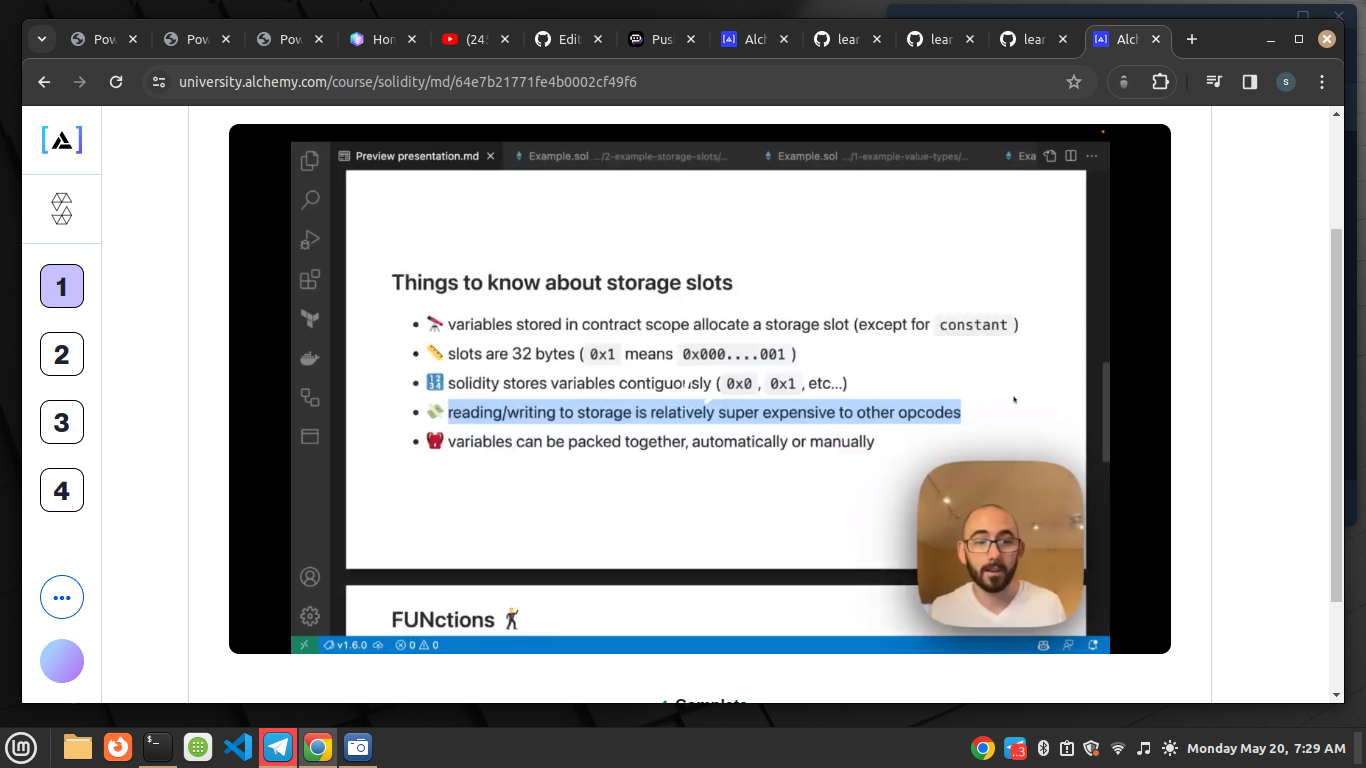 Pow
Pow
Pow
Hor
(24
Edit
Pus
Alch
lear
lear
lear
Alc
university.alchemy.com/course/solidity/md/64e7b21771fe4b0002cf49f6
s
1
2
3
4
Preview presentation.md
Example.sol .../2-example-storage-slots/...
Example.sol .../1-example-value-types/...
Exa
Things to know about storage slots
• variables stored in contract scope allocate a storage slot (except for constant)
• slots are 32 bytes ( 0x1 means 0x000....001 )
• 1234 solidity stores variables contiguously ( 0x0 , 0x1 , etc...)
• reading/writing to storage is relatively super expensive to other opcodes
• variables can be packed together, automatically or manually
FUNctions
v1.6.0 0 0
Complete
...3
Monday May 20, 7:29 AM